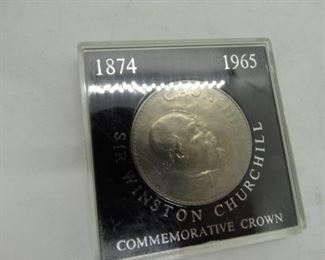 1874 1965
SIR WINSTON CHURCHILL
COMMEMORATIVE CROWN